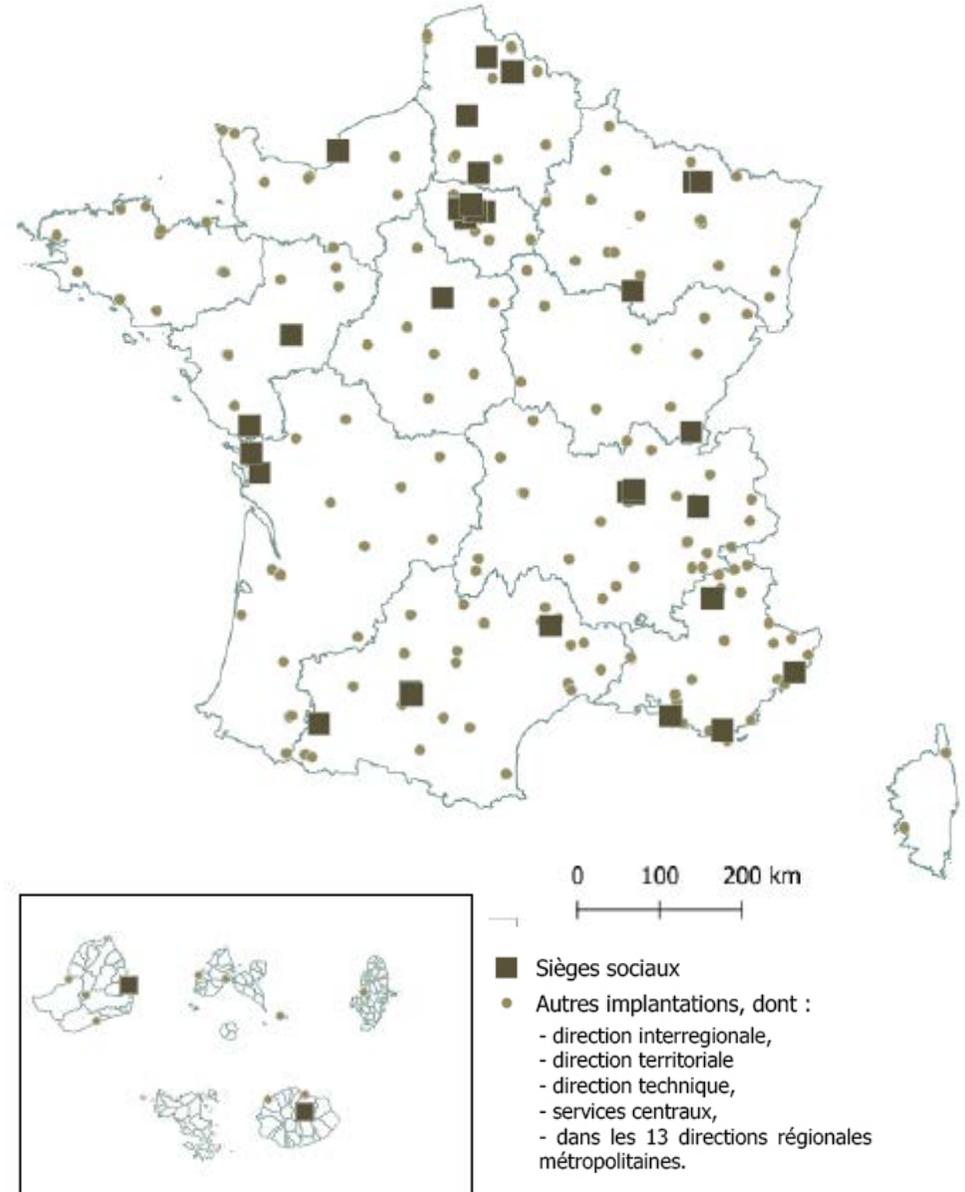 0 100 200 km
Sièges sociaux
Autres implantations, dont :
- direction interregionale,
- direction territoriale
- direction technique,
- services centraux,
- dans les 13 directions régionales
métropolitaines.